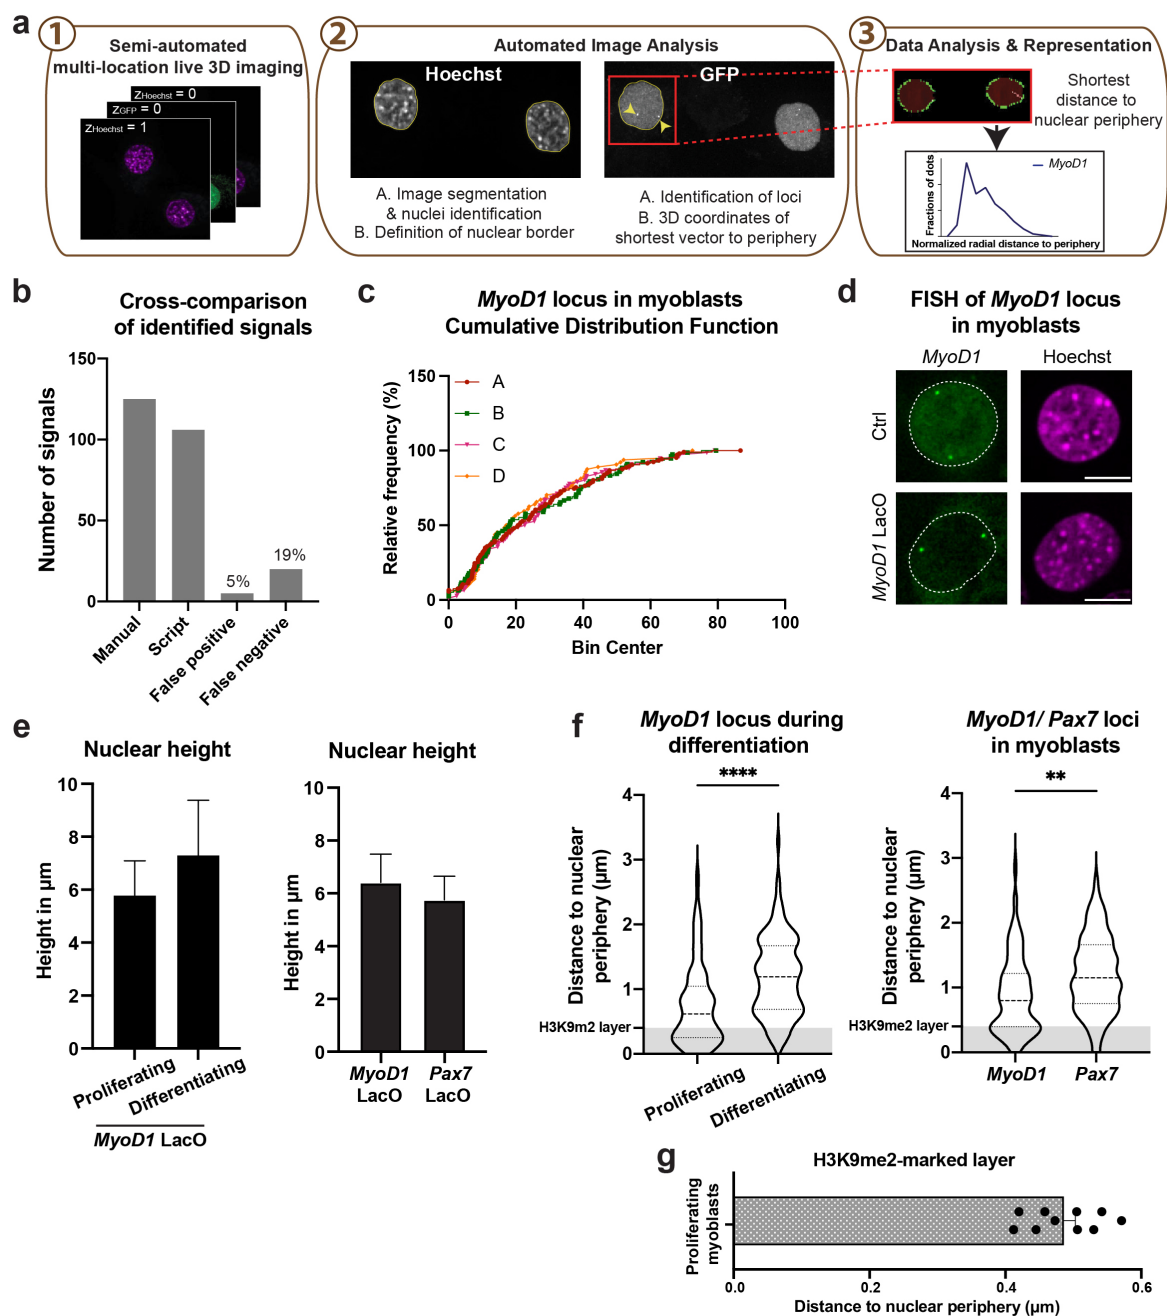 a
1
Semi-automated
multi-location live 3D imaging
zHoechst = 0
zGFP = 0
zHoechst = 1
2
Automated Image Analysis
Hoechst
GFP
A. Image segmentation
& nuclei identification
B. Definition of nuclear border
A. Identification of loci
B. 3D coordinates of
shortest vector to periphery
3
Data Analysis & Representation
Shortest
distance to
nuclear periphery
MyoD1
Fractions of dots
Normalized radial distance to periphery
b
Cross-comparison
of identified signals
Number of signals
150
100
50
0
5%
19%
Manual
Script
False positive
False negative
c
MyoD1 locus in myoblasts
Cumulative Distribution Function
Relative frequency (%)
150
100
50
0
A
B
C
D
0 20 40 60 80 100
Bin Center
d
FISH of MyoD1 locus
in myoblasts
MyoD1 Hoechst
Ctrl
MyoD1 LacO
e
Nuclear height
Height in µm
10
8
6
4
2
0
Proliferating
Differentiating
MyoD1 LacO
Nuclear height
Height in µm
10
8
6
4
2
0
MyoD1
LacO
Pax7
LacO
f
MyoD1 locus during
differentiation
****
Distance to nuclear
periphery (µm)
4
3
2
1
H3K9m2 layer
0
Proliferating
Differentiating
MyoD1/ Pax7 loci
in myoblasts
**
Distance to nuclear
periphery (µm)
4
3
2
1
H3K9me2 layer
0
MyoD1 Pax7
g
H3K9me2-marked layer
Proliferating
myoblasts
0.0 0.2 0.4 0.6
Distance to nuclear periphery (µm)